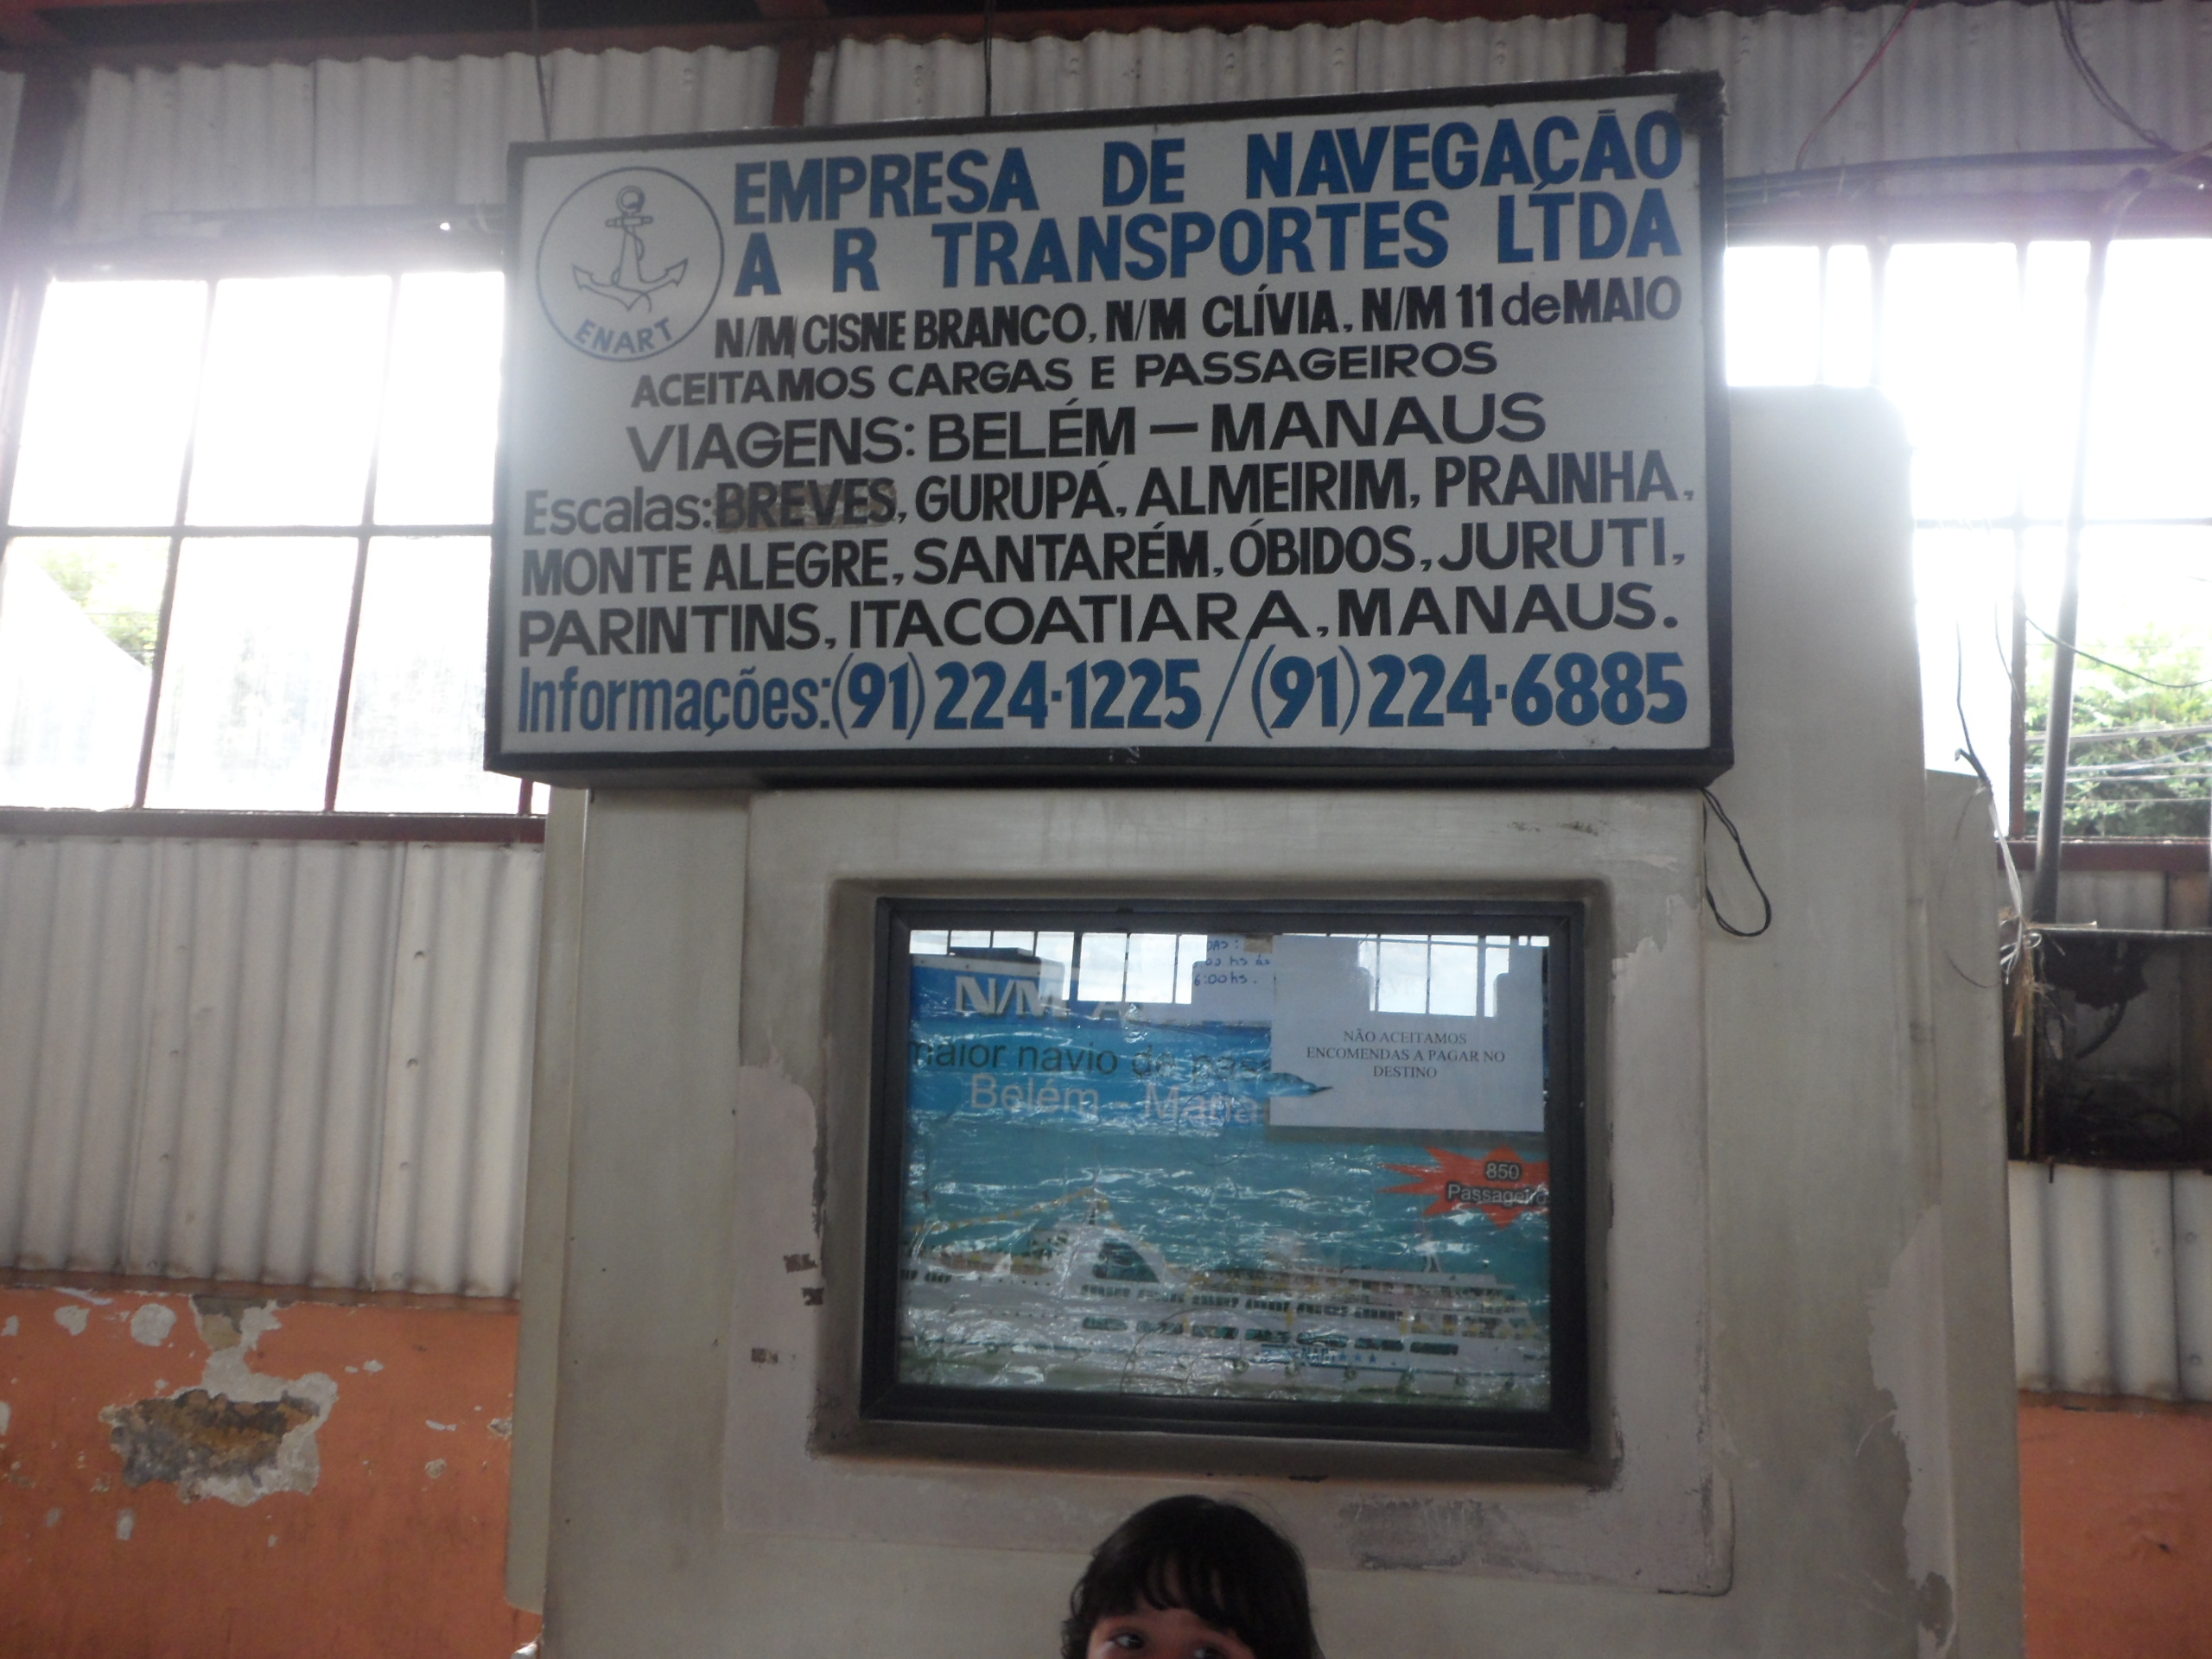 EMPRESA DE NAVEGAÇÃO
A R TRANSPORTES LTDA
ENART
N/M CISNE BRANCO, N/M CLÍVIA, N/M 11 de MAIO
ACEITAMOS CARGAS E PASSAGEIROS
VIAGENS: BELÉM — MANAUS
Escalas: BREVES, GURUPÁ, ALMEIRIM, PRAINHA,
MONTE ALEGRE, SANTARÉM, ÓBIDOS, JURUTI,
PARINTINS, ITACOATIARA, MANAUS.
Informações: (91) 224-1225 / (91) 224-6885
N/M
maior navio de
Belém -
NÃO ACEITAMOS
ENCOMENDAS A PAGAR NO
DESTINO
850
Passageiro